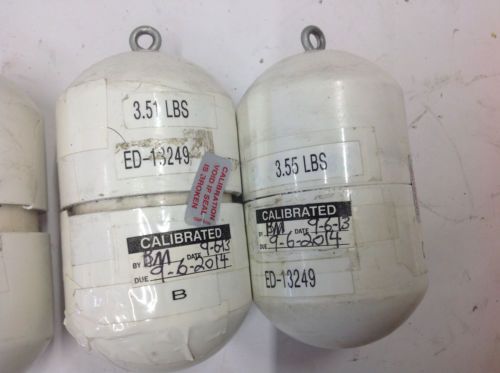 3.51 LBS
ED-13249
CALIBRATION
VOID IF SEAL
IS BROKEN
CALIBRATED
BY BM DATE 9-6-13
DUE 9-6-2014
B
3.55 LBS
CALIBRATED
BY BM DATE 9-6-13
DUE 9-6-2014
ED-13249